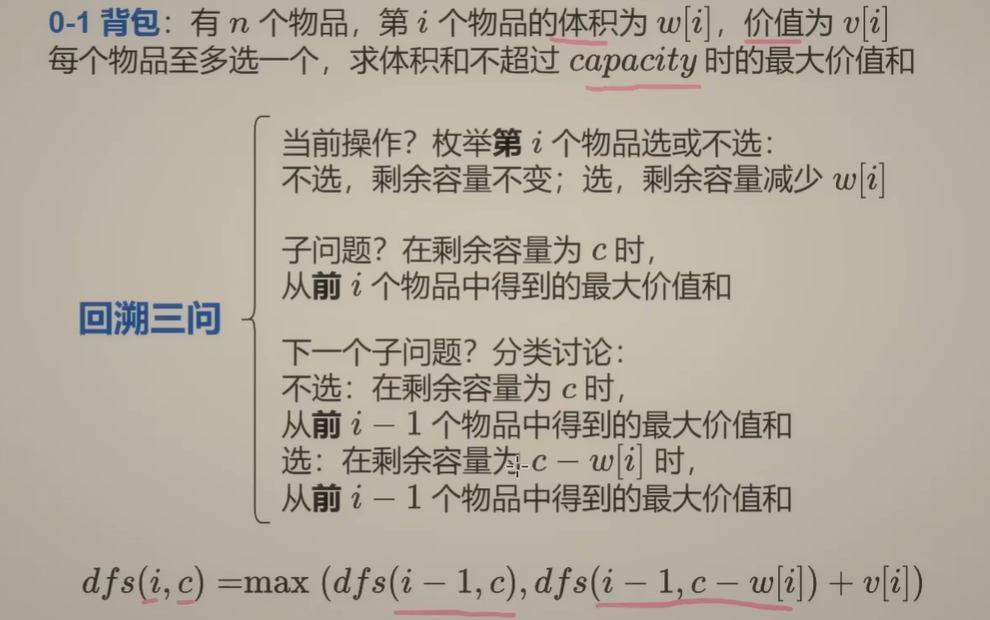 0-1 背包：有 n 个物品，第 i 个物品的体积为 w[i]，价值为 v[i]
每个物品至多选一个，求体积和不超过 capacity 时的最大价值和
当前操作？枚举第 i 个物品选或不选：
不选，剩余容量不变；选，剩余容量减少 w[i]
子问题？在剩余容量为 c 时，
从前 i 个物品中得到的最大价值和
回溯三问
下一个子问题？分类讨论：
不选：在剩余容量为 c 时，
从前 i − 1 个物品中得到的最大价值和
选：在剩余容量为 c − w[i] 时，
从前 i − 1 个物品中得到的最大价值和
dfs(i, c) =max (dfs(i − 1, c), dfs(i − 1, c − w[i]) + v[i])